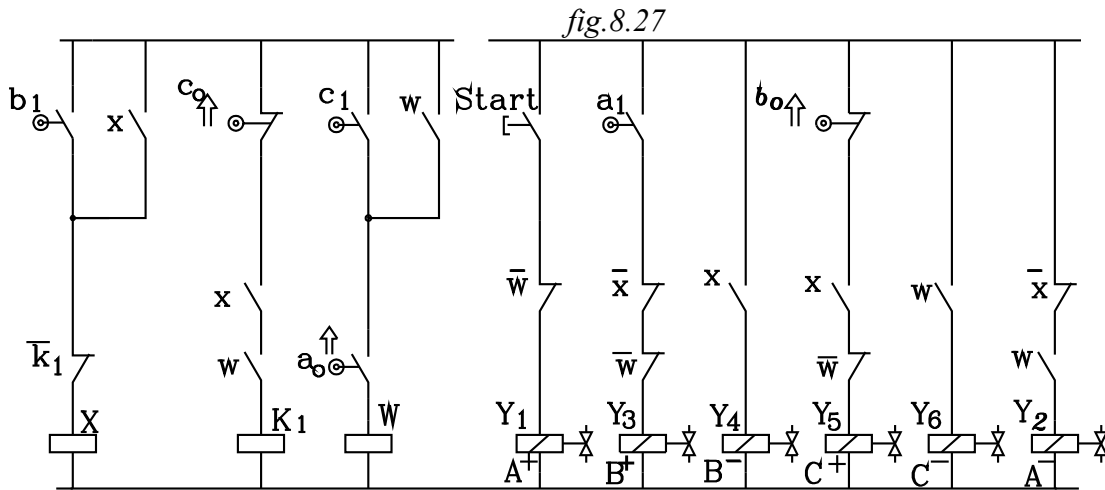 fig.8.27
b1 x c₀ c1 w Start a1 b₀
x w̅ x̅ x x w x̅
k̅₁ w a₀ w̅ w̅ w
X K₁ W Y₁ Y₃ Y₄ Y₅ Y₆ Y₂
A⁺ B⁺ B⁻ C⁺ C⁻ A⁻